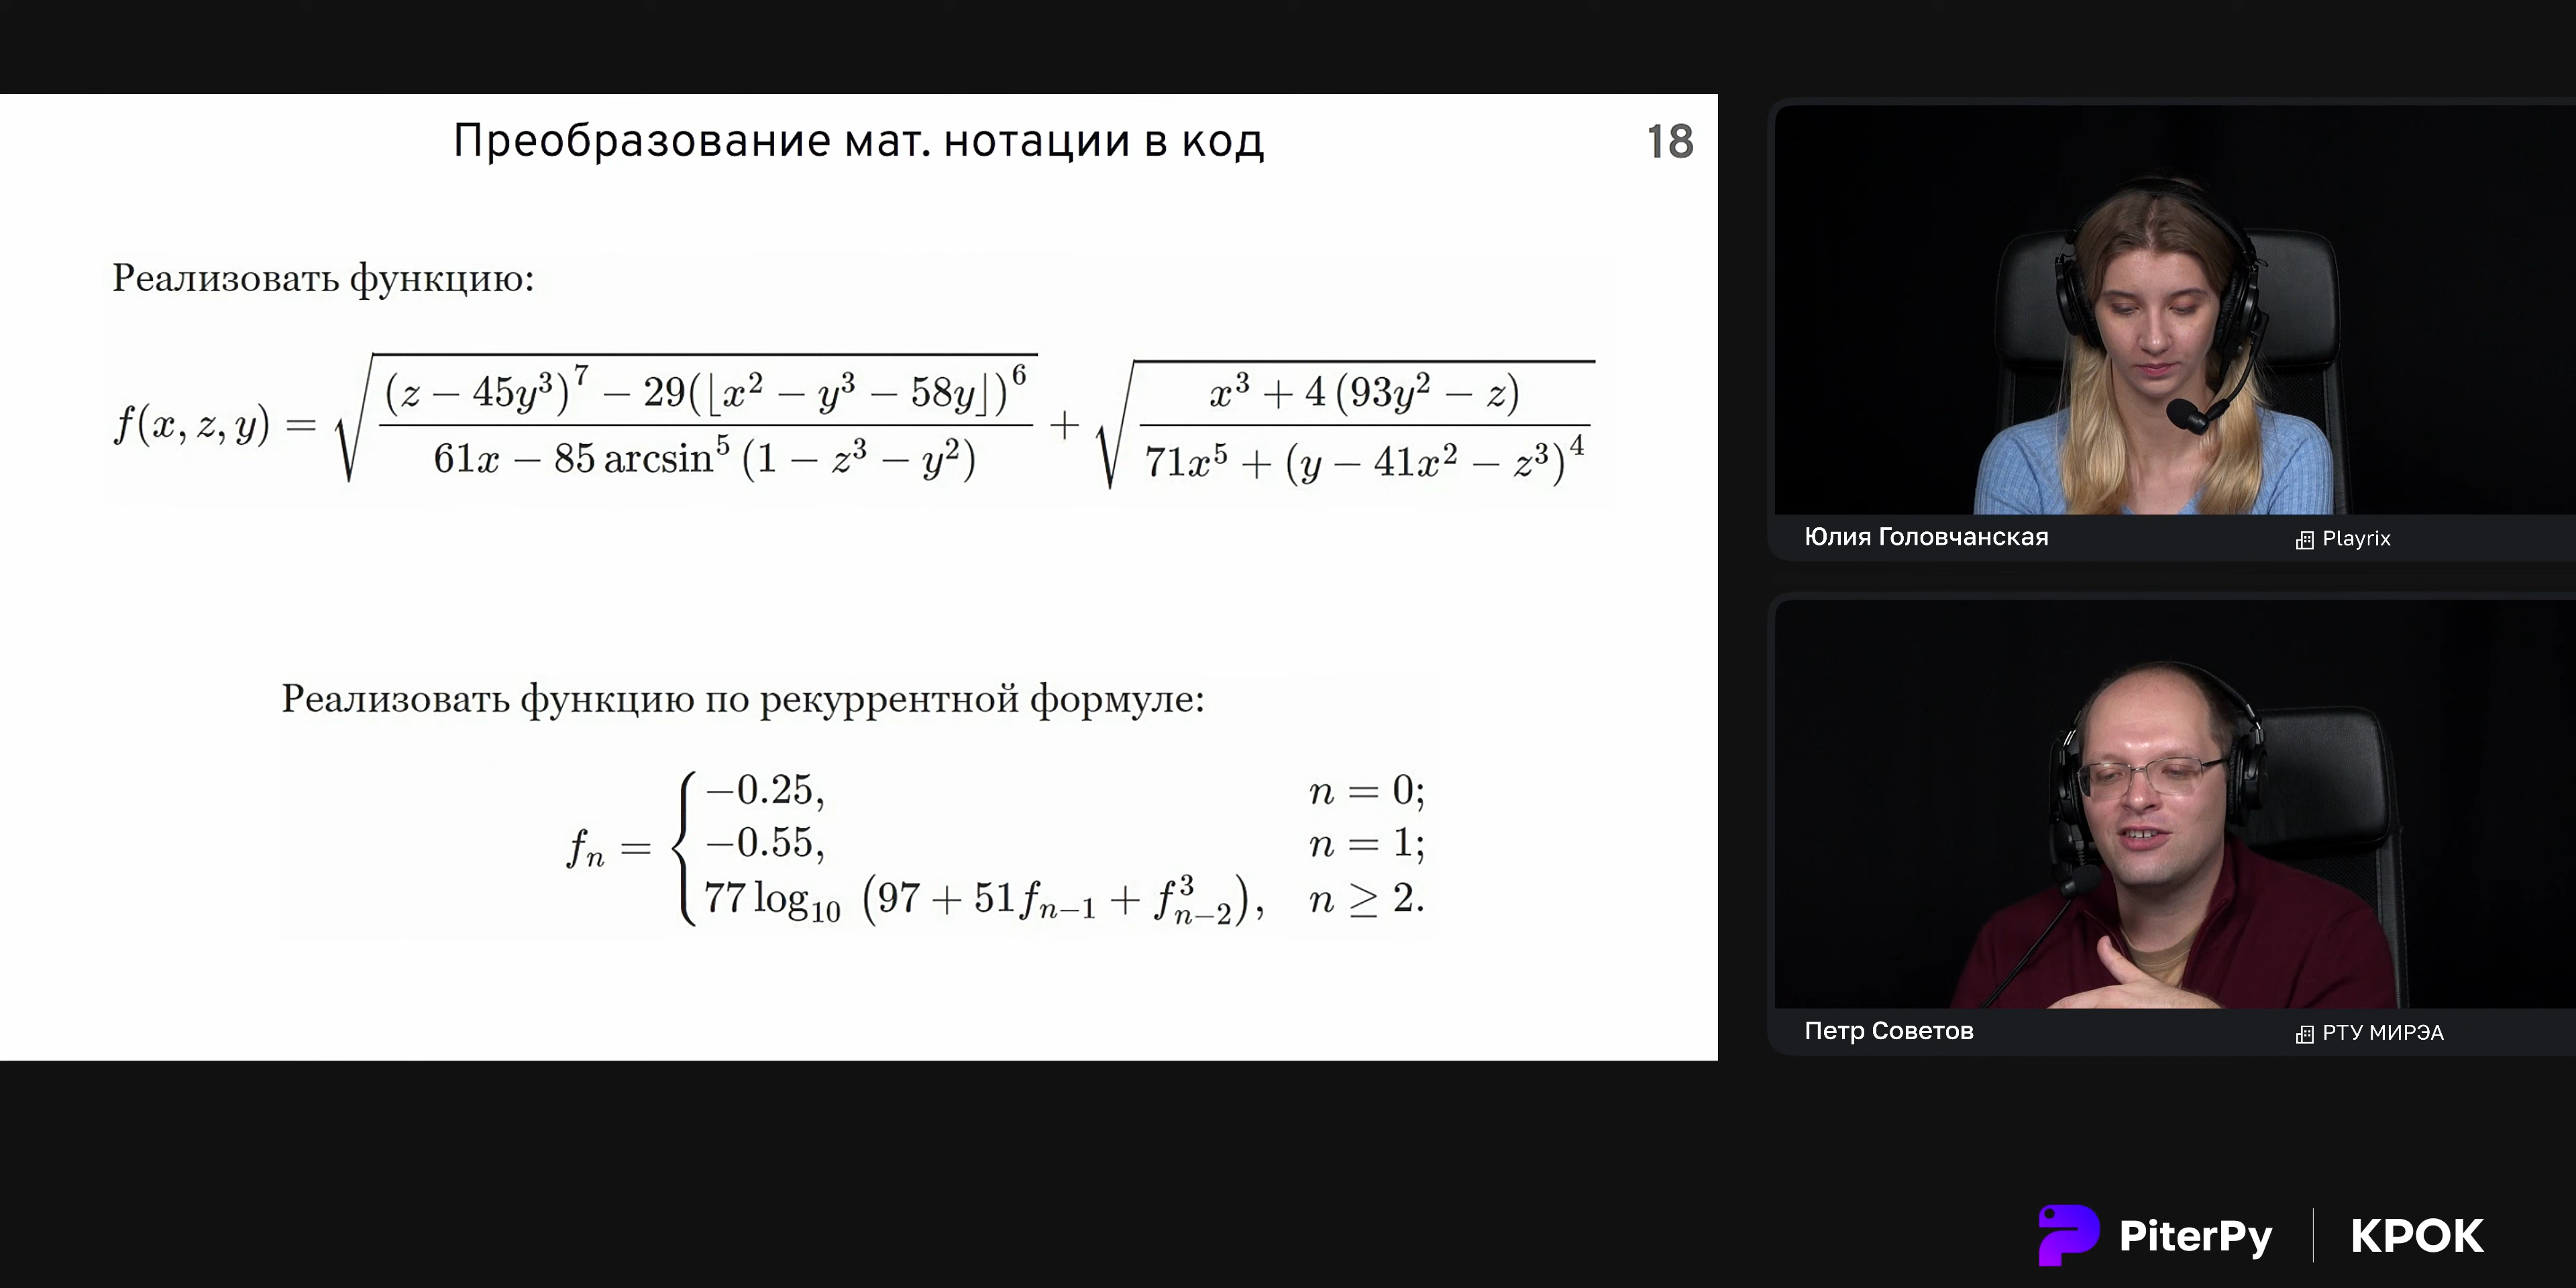 Преобразование мат. нотации в код
18
Реализовать функцию:
f(x, z, y) = √((z − 45y³)⁷ − 29(⌊x² − y³ − 58y⌋)⁶ / (61x − 85 arcsin⁵ (1 − z³ − y²))) + √((x³ + 4 (93y² − z)) / (71x⁵ + (y − 41x² − z³)⁴))
Реализовать функцию по рекуррентной формуле:
−0.25, n = 0;
fₙ = { −0.55, n = 1;
77 log₁₀ (97 + 51fₙ₋₁ + f³ₙ₋₂), n ≥ 2.
Юлия Головчанская
Playrix
Петр Советов
РТУ МИРЭА
PiterPy
КРОК